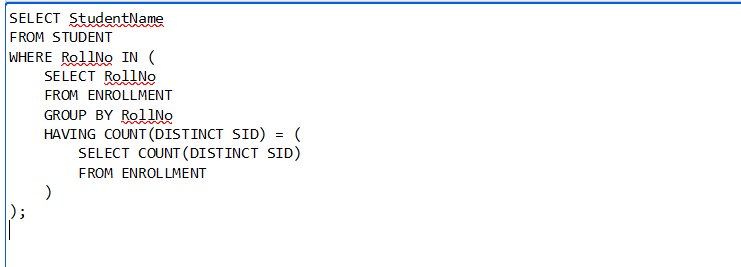 SELECT StudentName
FROM STUDENT
WHERE RollNo IN (
    SELECT RollNo
    FROM ENROLLMENT
    GROUP BY RollNo
    HAVING COUNT(DISTINCT SID) = (
        SELECT COUNT(DISTINCT SID)
        FROM ENROLLMENT
    )
);